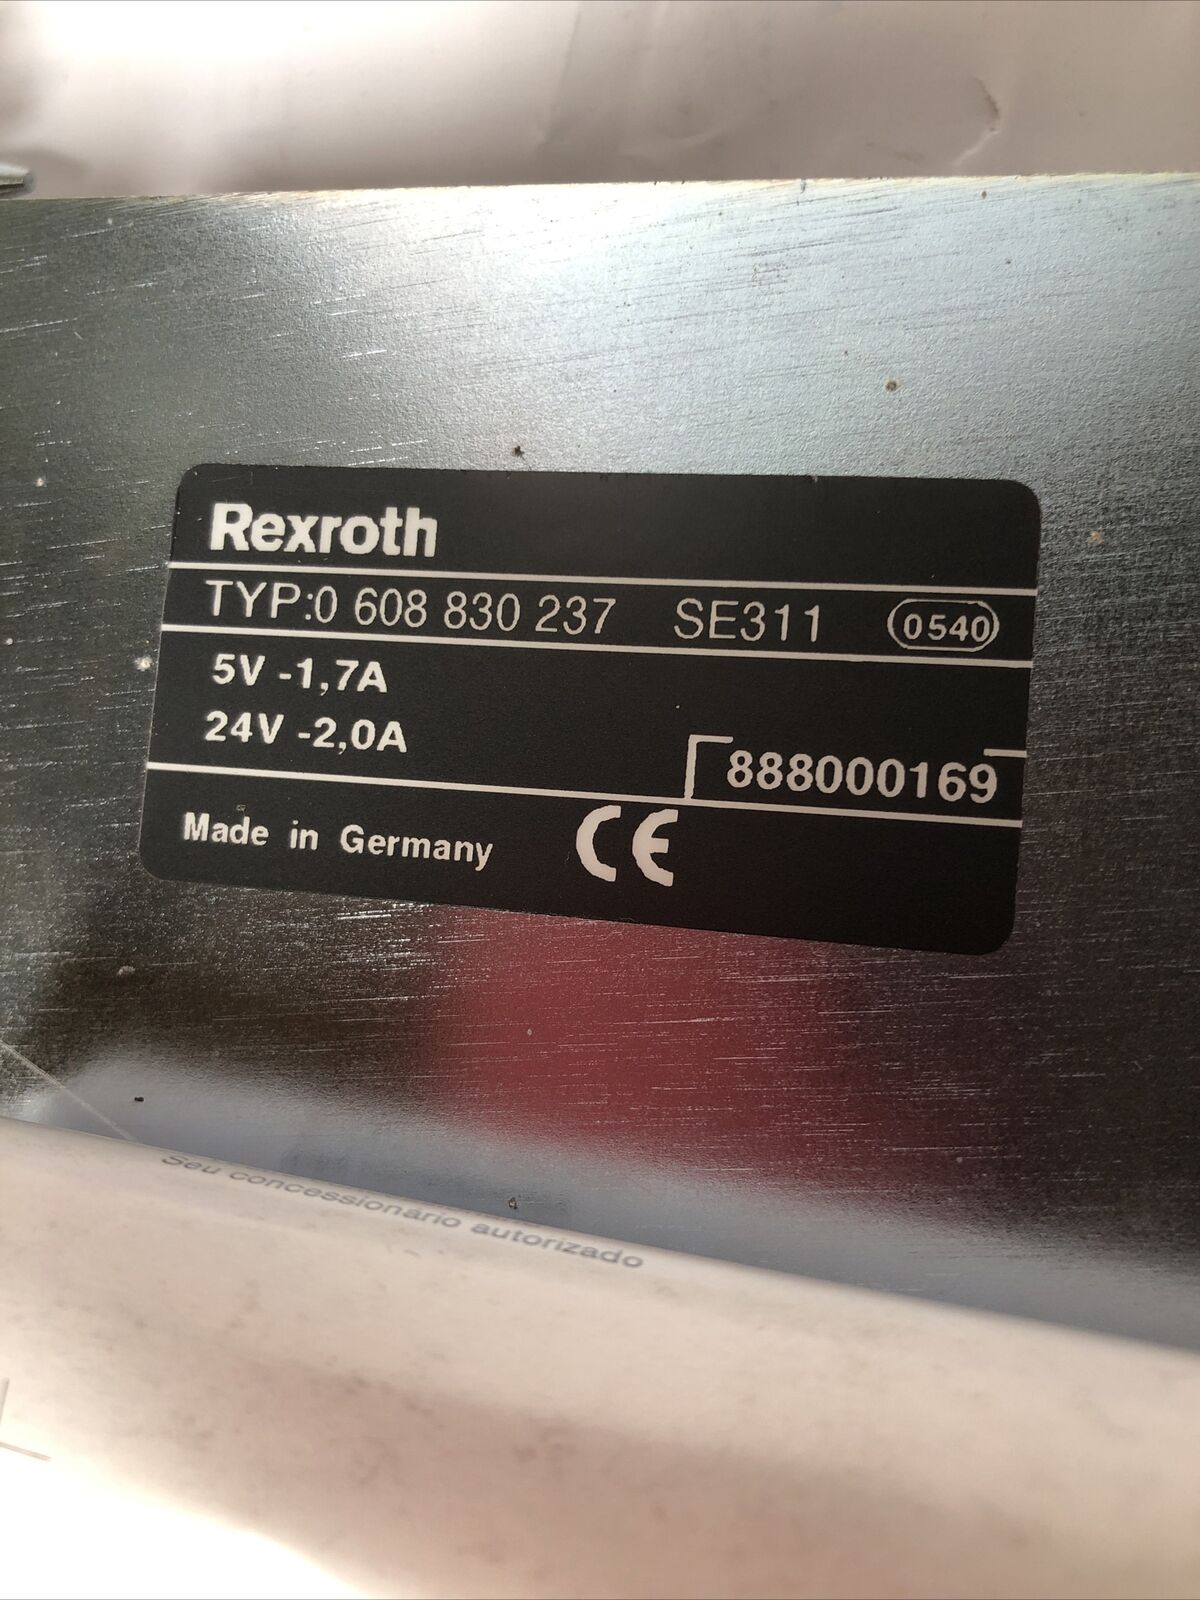 Rexroth
TYP:0 608 830 237 SE311 0540
5V -1,7A
24V -2,0A
888000169
Made in Germany CE
Seu concessionario autorizado